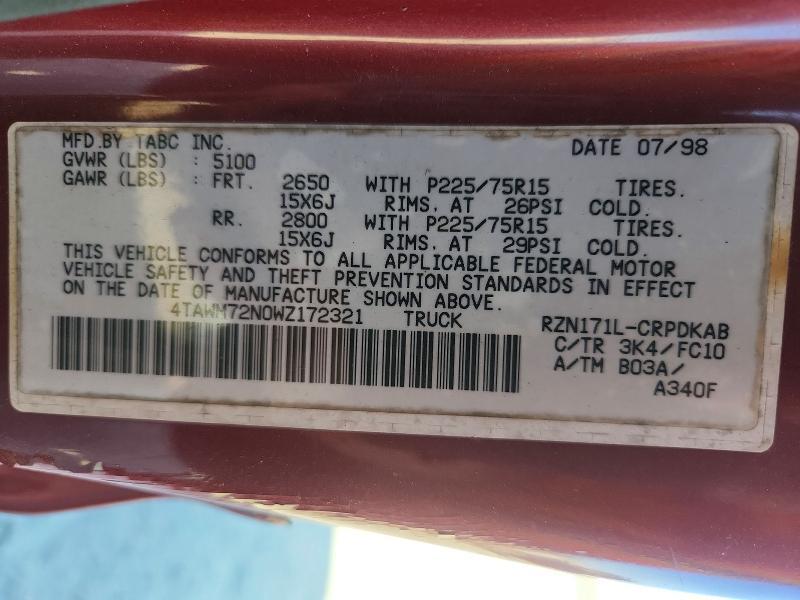 MFD.BY TABC INC. DATE 07/98
GVWR (LBS) : 5100
GAWR (LBS) : FRT. 2650 WITH P225/75R15 TIRES.
15X6J RIMS. AT 26PSI COLD.
RR. 2800 WITH P225/75R15 TIRES.
15X6J RIMS. AT 29PSI COLD.
THIS VEHICLE CONFORMS TO ALL APPLICABLE FEDERAL MOTOR
VEHICLE SAFETY AND THEFT PREVENTION STANDARDS IN EFFECT
ON THE DATE OF MANUFACTURE SHOWN ABOVE.
4TAWM72N0WZ172321 TRUCK RZN171L-CRPDKAB
C/TR 3K4/FC10
A/TM B03A/
A340F